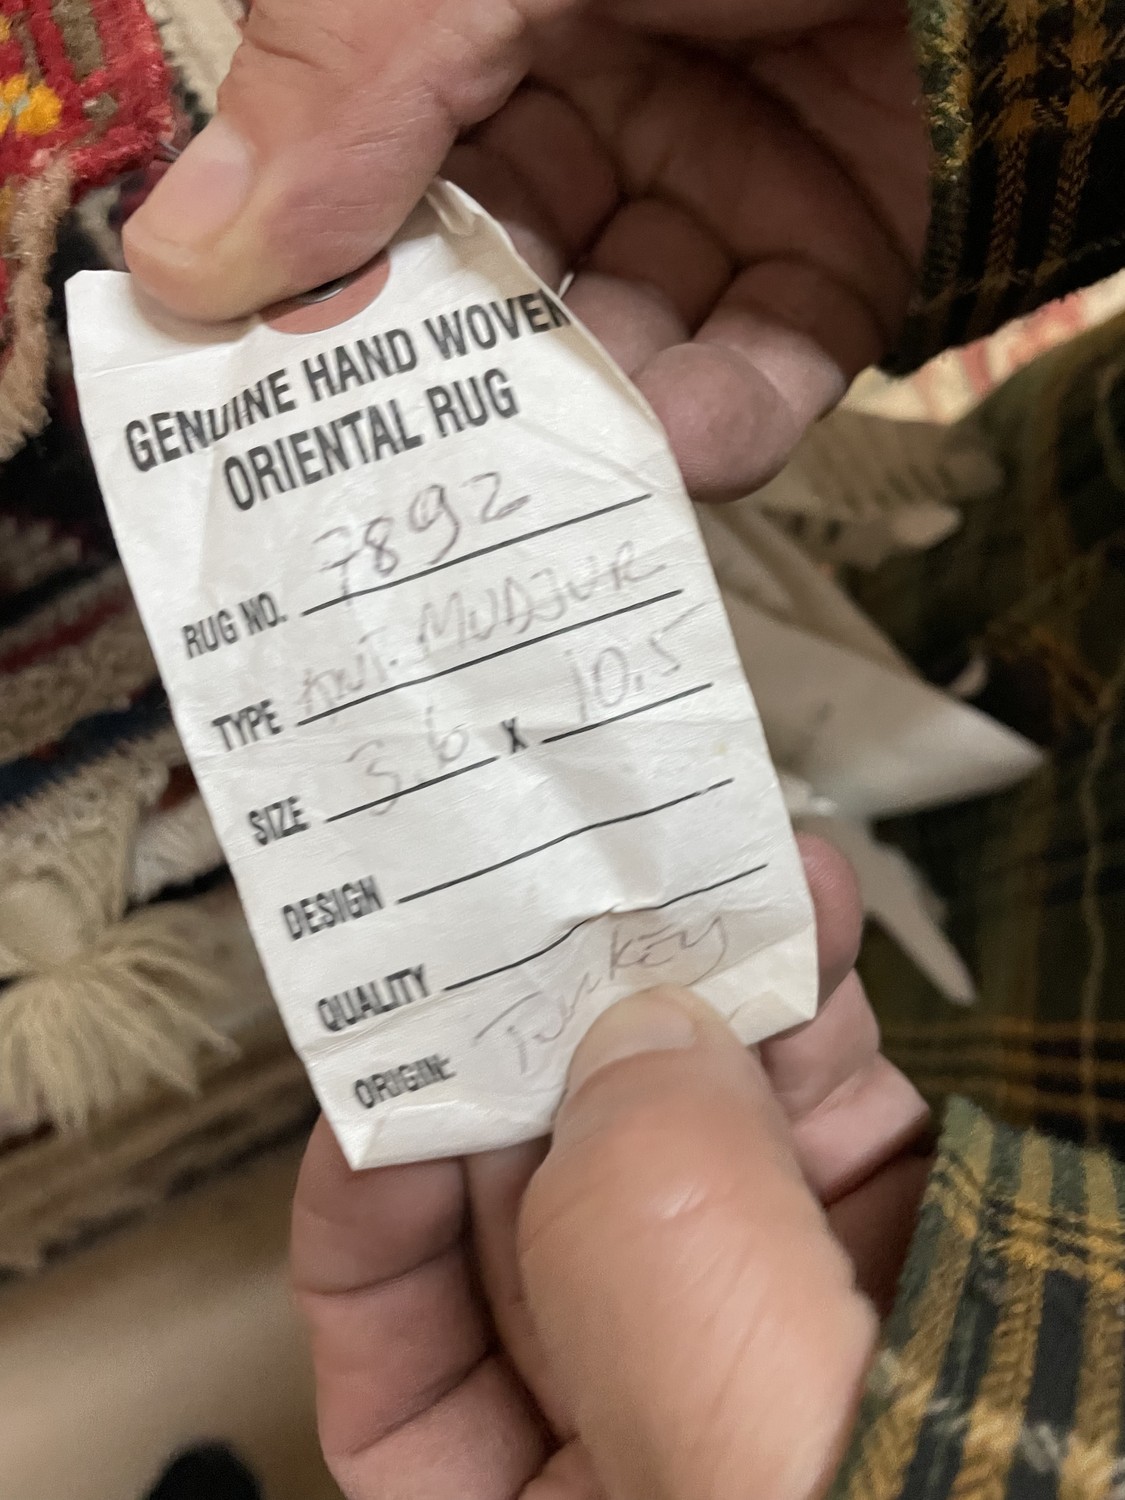 GENUINE HAND WOVEN
ORIENTAL RUG
RUG NO. 7892
TYPE ANT. MUDJUR
SIZE 3.6 X 10.5
DESIGN
QUALITY
ORIGIN: TURKEY